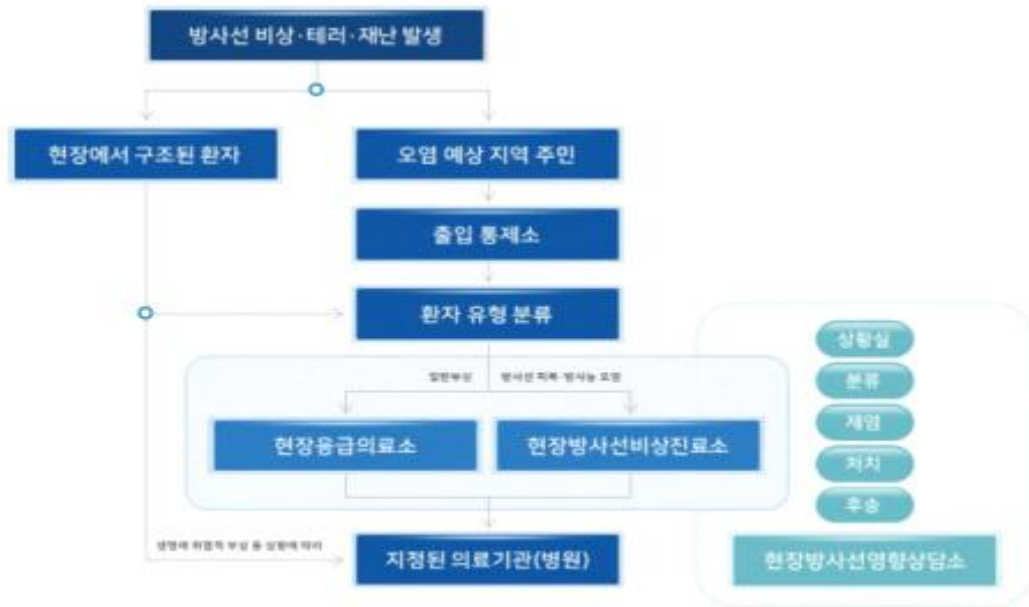 방사선 비상·테러·재난 발생
현장에서 구조된 환자
오염 예상 지역 주민
출입 통제소
환자 유형 분류
일반부상
방사선 피폭·방사능 오염
현장응급의료소
현장방사선비상진료소
생명에 위협적 부상 등 상황에 따라
지정된 의료기관(병원)
상황실
분류
제염
처치
후송
현장방사선영향상담소